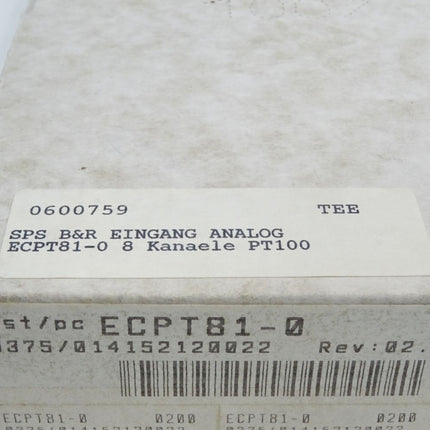 0600759 TEE
SPS B&R EINGANG ANALOG
ECPT81-0 8 Kanaele PT100
st/pc ECPT81-0
0375/014152120022 Rev:02.
ECPT81-0 0200 ECPT81-0 0200